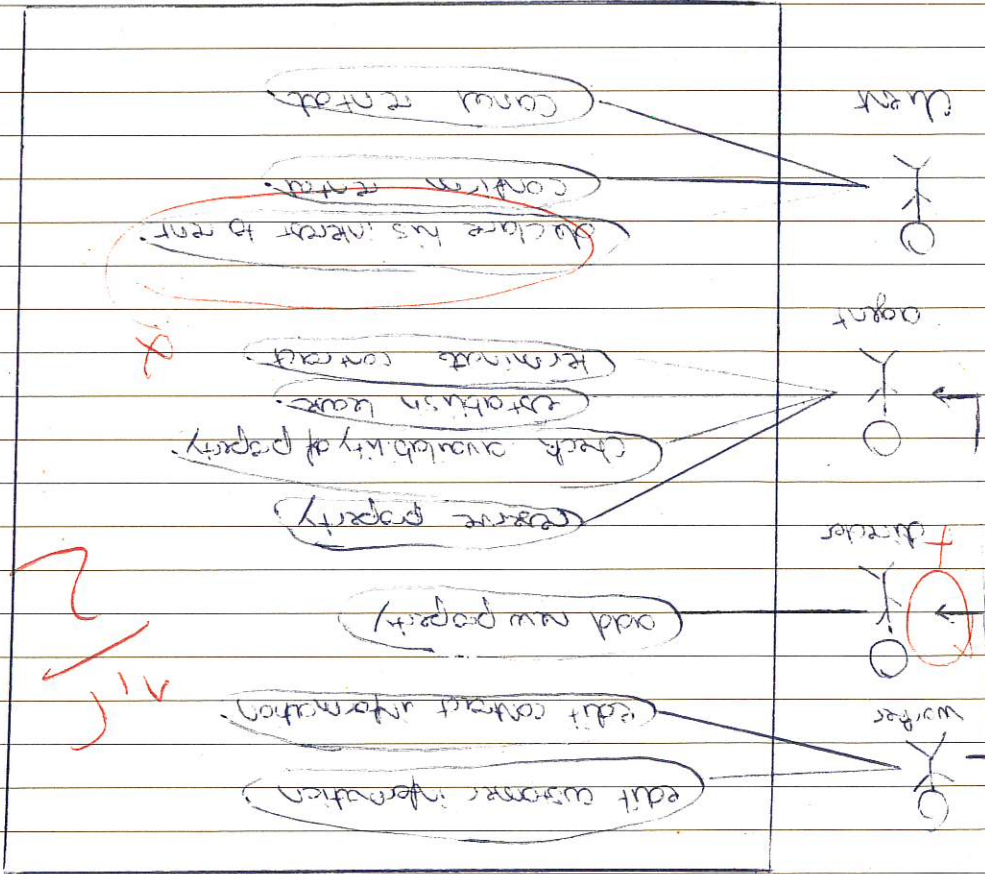 edit customer information
worker
edit contract information.
add new property
director
reserve property
check availability of property.
establish lease.
terminate contract.
agent
declare his interest to rent.
confirm rental.
client
cancel rental.